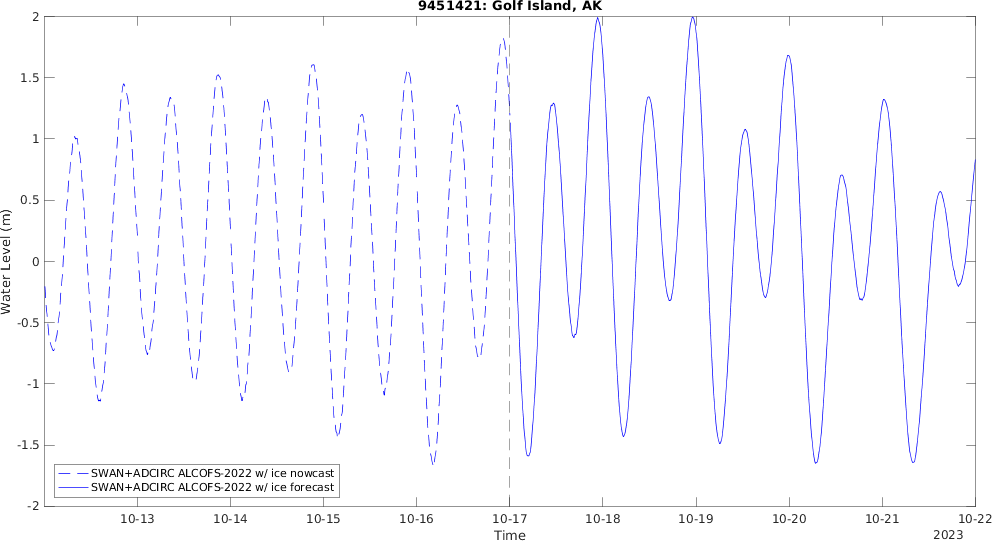 9451421: Golf Island, AK
2
1.5
1
0.5
0
-0.5
-1
-1.5
-2
Water Level (m)
SWAN+ADCIRC ALCOFS-2022 w/ ice nowcast
SWAN+ADCIRC ALCOFS-2022 w/ ice forecast
10-13 10-14 10-15 10-16 10-17 10-18 10-19 10-20 10-21 10-22
Time
2023